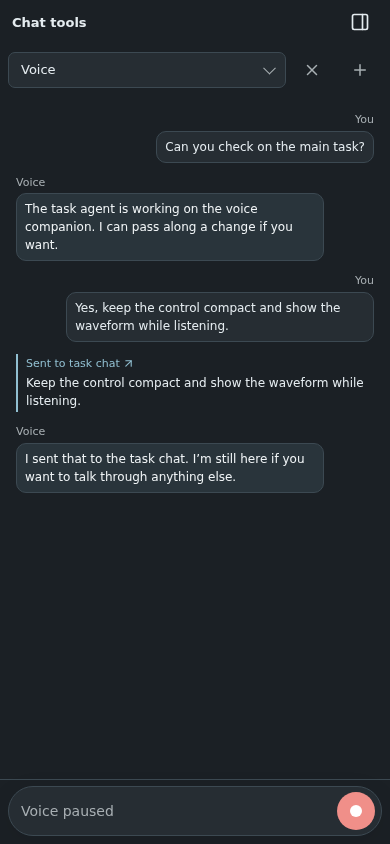 Chat tools
Voice
You
Can you check on the main task?
Voice
The task agent is working on the voice
companion. I can pass along a change if you
want.
You
Yes, keep the control compact and show the
waveform while listening.
Sent to task chat ↗
Keep the control compact and show the waveform while
listening.
Voice
I sent that to the task chat. I’m still here if you
want to talk through anything else.
Voice paused